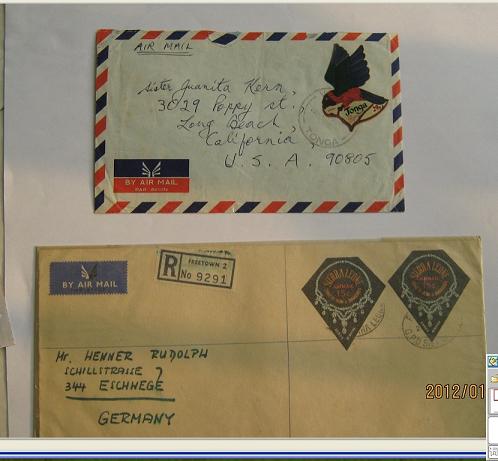 AIR MAIL
Sister Juanita Kern,
3029 Poppy st.,
Long Beach,
California,
U. S. A. 90805
Tonga
TONGA
BY AIR MAIL
PAR AVION
BY AIR MAIL
R
FREETOWN 2
No 9291
SIERRA LEONE
15c
SIERRA LEONE
Mr. HENNER RUDOLPH
SCHILLSTRASSE 7
344 ESCHWEGE
GERMANY
2012/01